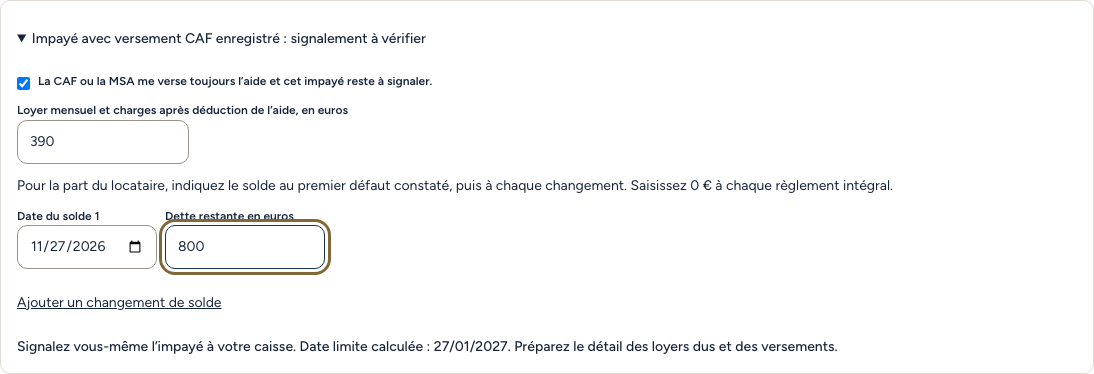 Impayé avec versement CAF enregistré : signalement à vérifier
La CAF ou la MSA me verse toujours l’aide et cet impayé reste à signaler.
Loyer mensuel et charges après déduction de l’aide, en euros
390
Pour la part du locataire, indiquez le solde au premier défaut constaté, puis à chaque changement. Saisissez 0 € à chaque règlement intégral.
Date du solde 1 Dette restante en euros
11/27/2026 800
Ajouter un changement de solde
Signalez vous-même l’impayé à votre caisse. Date limite calculée : 27/01/2027. Préparez le détail des loyers dus et des versements.